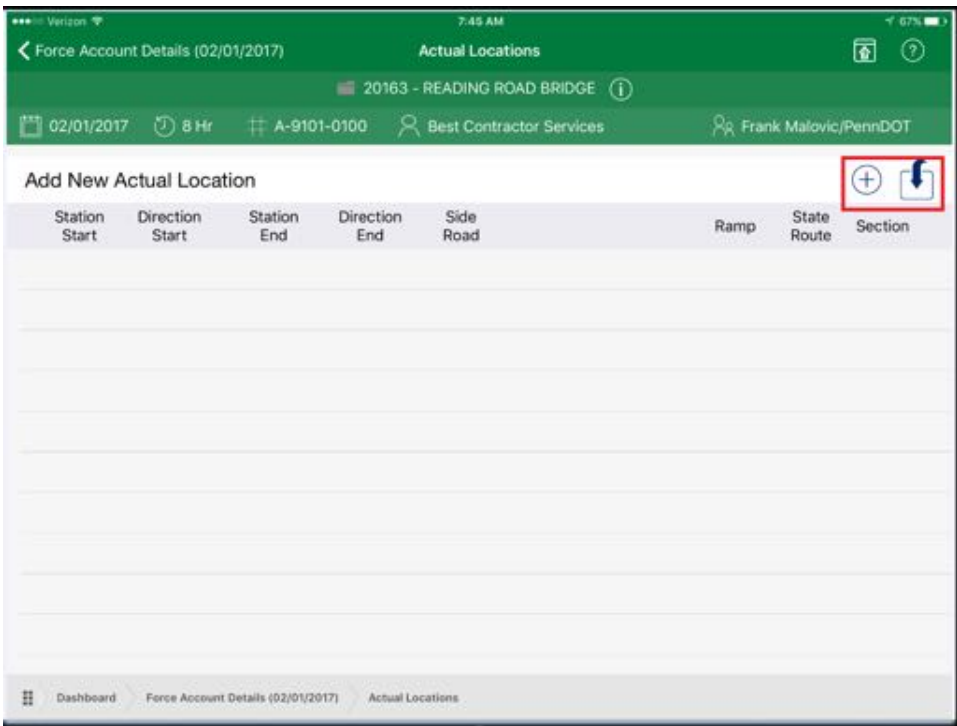 Verizon 7:45 AM 67%
Force Account Details (02/01/2017) Actual Locations ?
20163 - READING ROAD BRIDGE i
02/01/2017 8 Hr A-9101-0100 Best Contractor Services Frank Malovic/PennDOT
Add New Actual Location
Station Start Direction Start Station End Direction End Side Road Ramp State Route Section
Dashboard Force Account Details (02/01/2017) Actual Locations